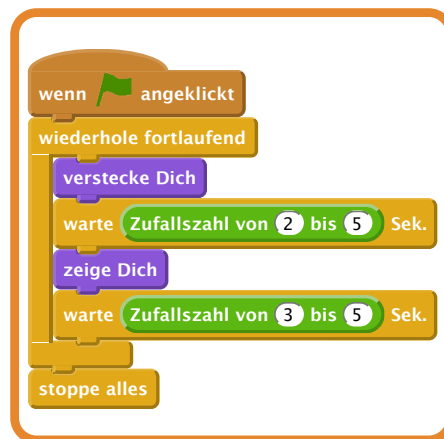 wenn angeklickt
wiederhole fortlaufend
verstecke Dich
warte Zufallszahl von 2 bis 5 Sek.
zeige Dich
warte Zufallszahl von 3 bis 5 Sek.
stoppe alles